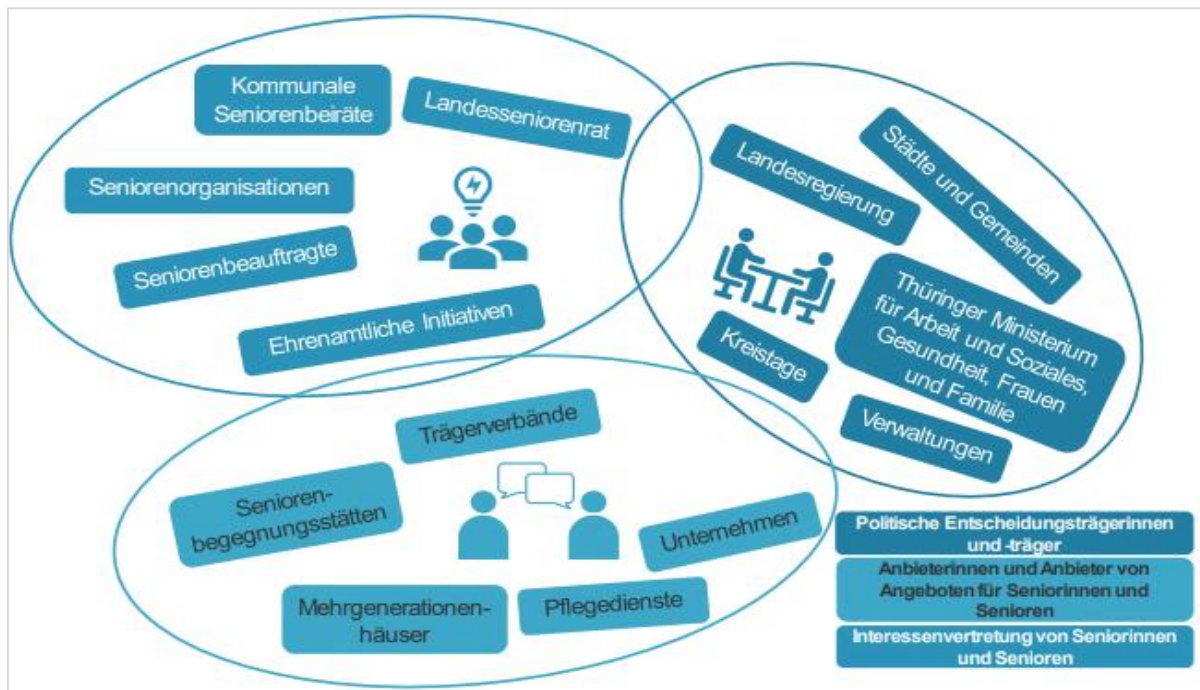 Kommunale
Seniorenbeiräte
Landesseniorenrat
Seniorenorganisationen
Seniorenbeauftragte
Ehrenamtliche Initiativen
Landesregierung
Städte und Gemeinden
Thüringer Ministerium
für Arbeit und Soziales,
Gesundheit, Frauen
und Familie
Kreistage
Verwaltungen
Trägerverbände
Senioren-
begegnungsstätten
Unternehmen
Mehrgenerationen-
häuser
Pflegedienste
Politische Entscheidungsträgerinnen
und -träger
Anbieterinnen und Anbieter von
Angeboten für Seniorinnen und
Senioren
Interessenvertretung von Seniorinnen
und Senioren